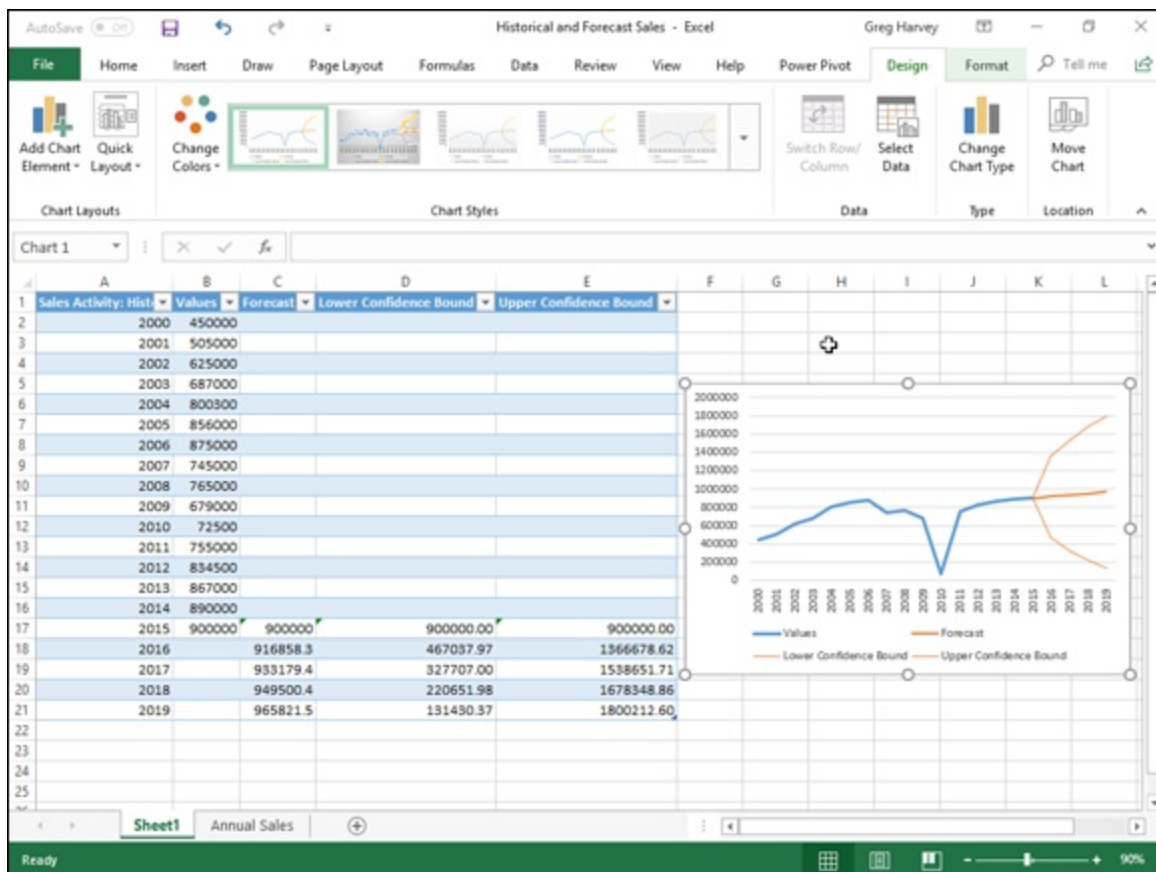 AutoSave Off Historical and Forecast Sales - Excel Greg Harvey
File Home Insert Draw Page Layout Formulas Data Review View Help Power Pivot Design Format Tell me
Add Chart Element Quick Layout Change Colors Switch Row/ Column Select Data Change Chart Type Move Chart
Chart Layouts Chart Styles Data Type Location
Chart 1 fx
A B C D E F G H I J K L
1 Sales Activity: Hist Values Forecast Lower Confidence Bound Upper Confidence Bound
2 2000 450000
3 2001 505000
4 2002 625000
5 2003 687000
6 2004 800300
7 2005 856000
8 2006 875000
9 2007 745000
10 2008 765000
11 2009 679000
12 2010 72500
13 2011 755000
14 2012 834500
15 2013 867000
16 2014 890000
17 2015 900000 900000 900000.00 900000.00
18 2016 916858.3 467037.97 1366678.62
19 2017 933179.4 327707.00 1538651.71
20 2018 949500.4 220651.98 1678348.86
21 2019 965821.5 131430.37 1800212.60
22
23
24
25
2000000
1800000
1600000
1400000
1200000
1000000
800000
600000
400000
200000
0
2000 2001 2002 2003 2004 2005 2006 2007 2008 2009 2010 2011 2012 2013 2014 2015 2016 2017 2018 2019
Values Forecast
Lower Confidence Bound Upper Confidence Bound
Sheet1 Annual Sales
Ready 90%